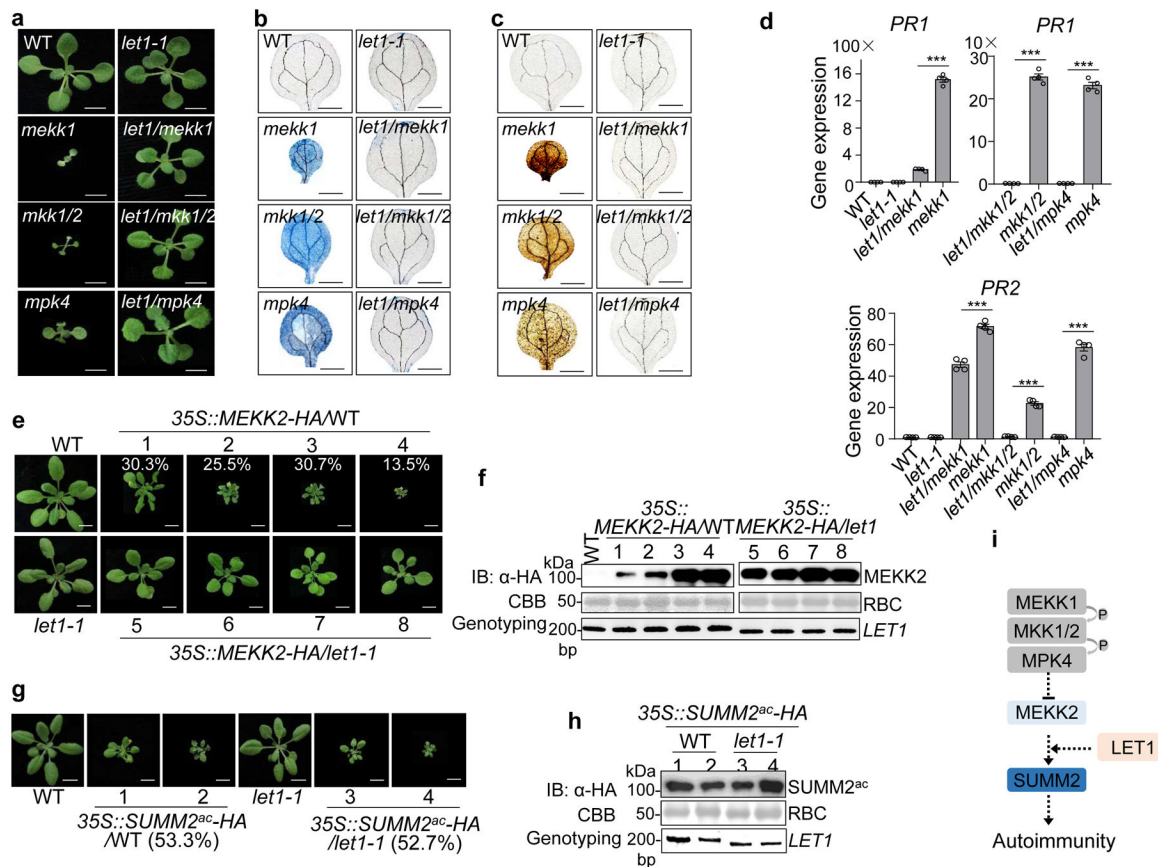 a
WT
let1-1
mekk1
let1/mekk1
mkk1/2
let1/mkk1/2
mpk4
let1/mpk4
b
WT
let1-1
mekk1
let1/mekk1
mkk1/2
let1/mkk1/2
mpk4
let1/mpk4
c
WT
let1-1
mekk1
let1/mekk1
mkk1/2
let1/mkk1/2
mpk4
let1/mpk4
d
PR1
100×
Gene expression
16
12
8
4
0
***
WT
let1-1
let1/mekk1
mekk1
PR1
10×
30
20
10
0
***
***
let1/mkk1/2
mkk1/2
let1/mpk4
mpk4
PR2
Gene expression
80
60
40
20
0
***
***
***
WT
let1-1
let1/mekk1
mekk1
let1/mkk1/2
mkk1/2
let1/mpk4
mpk4
e
35S::MEKK2-HA/WT
WT 1 2 3 4
30.3% 25.5% 30.7% 13.5%
let1-1 5 6 7 8
35S::MEKK2-HA/let1-1
f
35S:: 35S::
MEKK2-HA/WT MEKK2-HA/let1
WT 1 2 3 4 5 6 7 8
kDa
IB: α-HA 100 MEKK2
CBB 50 RBC
Genotyping 200 LET1
bp
g
WT 1 2 let1-1 3 4
35S::SUMM2ac-HA 35S::SUMM2ac-HA
/WT (53.3%) /let1-1 (52.7%)
h
35S::SUMM2ac-HA
WT let1-1
1 2 3 4
kDa
IB: α-HA 100 SUMM2ac
CBB 50 RBC
Genotyping 200 LET1
bp
i
MEKK1
P
MKK1/2
P
MPK4
MEKK2
LET1
SUMM2
Autoimmunity